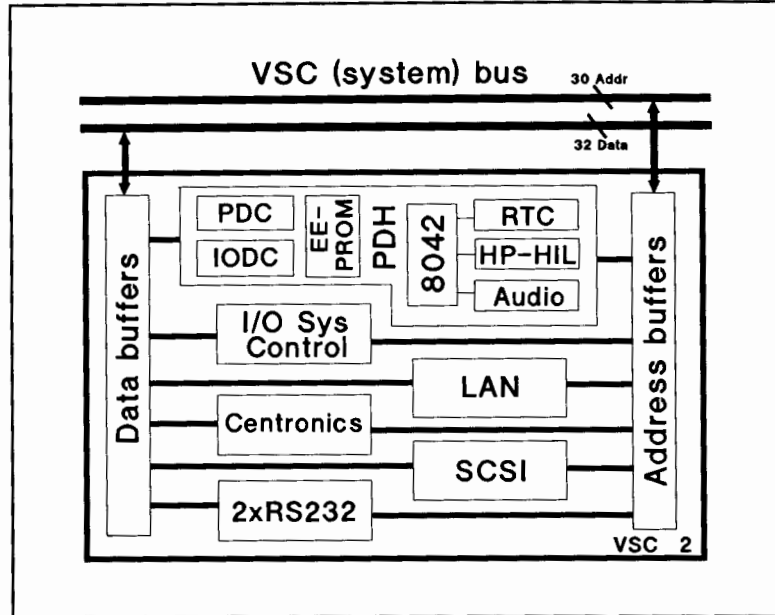 VSC (system) bus
30 Addr
32 Data
PDC
IODC
EE-
PROM
PDH
8042
RTC
HP-HIL
Audio
I/O Sys
Control
LAN
Centronics
SCSI
2xRS232
Data buffers
Address buffers
VSC 2